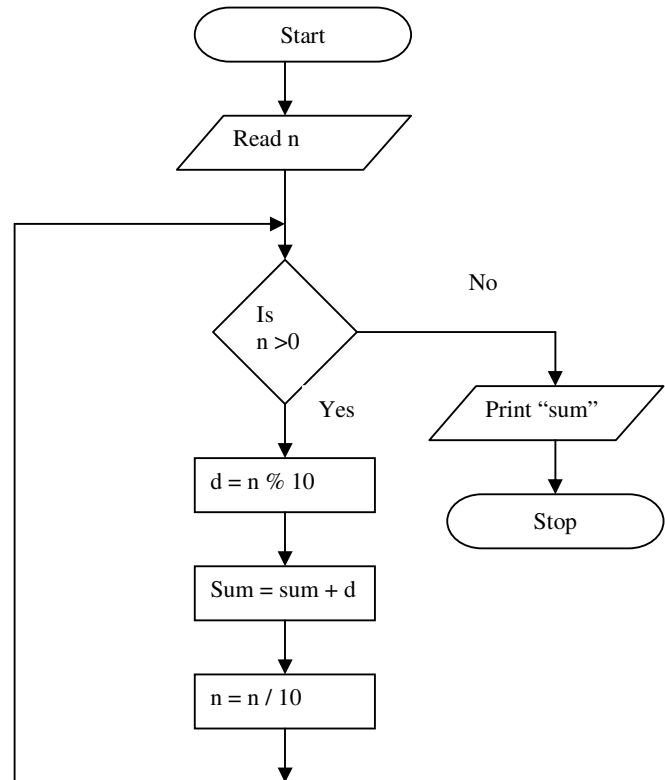 Start
Read n
Is
n >0
No
Yes
Print “sum”
d = n % 10
Stop
Sum = sum + d
n = n / 10